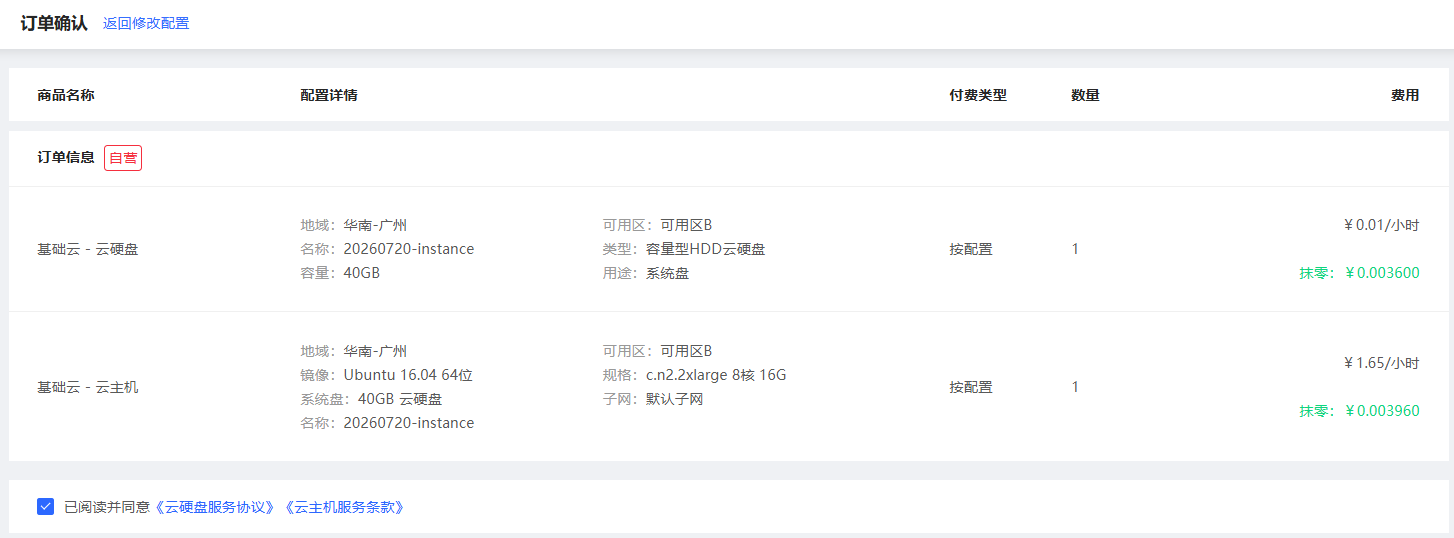 订单确认 返回修改配置
商品名称 配置详情 付费类型 数量 费用
订单信息 自营
地域：华南-广州 可用区：可用区B ¥0.01/小时
基础云 - 云硬盘 名称：20260720-instance 类型：容量型HDD云硬盘 按配置 1
容量：40GB 用途：系统盘 抹零：¥0.003600
地域：华南-广州 可用区：可用区B ¥1.65/小时
镜像：Ubuntu 16.04 64位 规格：c.n2.2xlarge 8核 16G
基础云 - 云主机 系统盘：40GB 云硬盘 子网：默认子网 按配置 1
名称：20260720-instance 抹零：¥0.003960
已阅读并同意《云硬盘服务协议》《云主机服务条款》